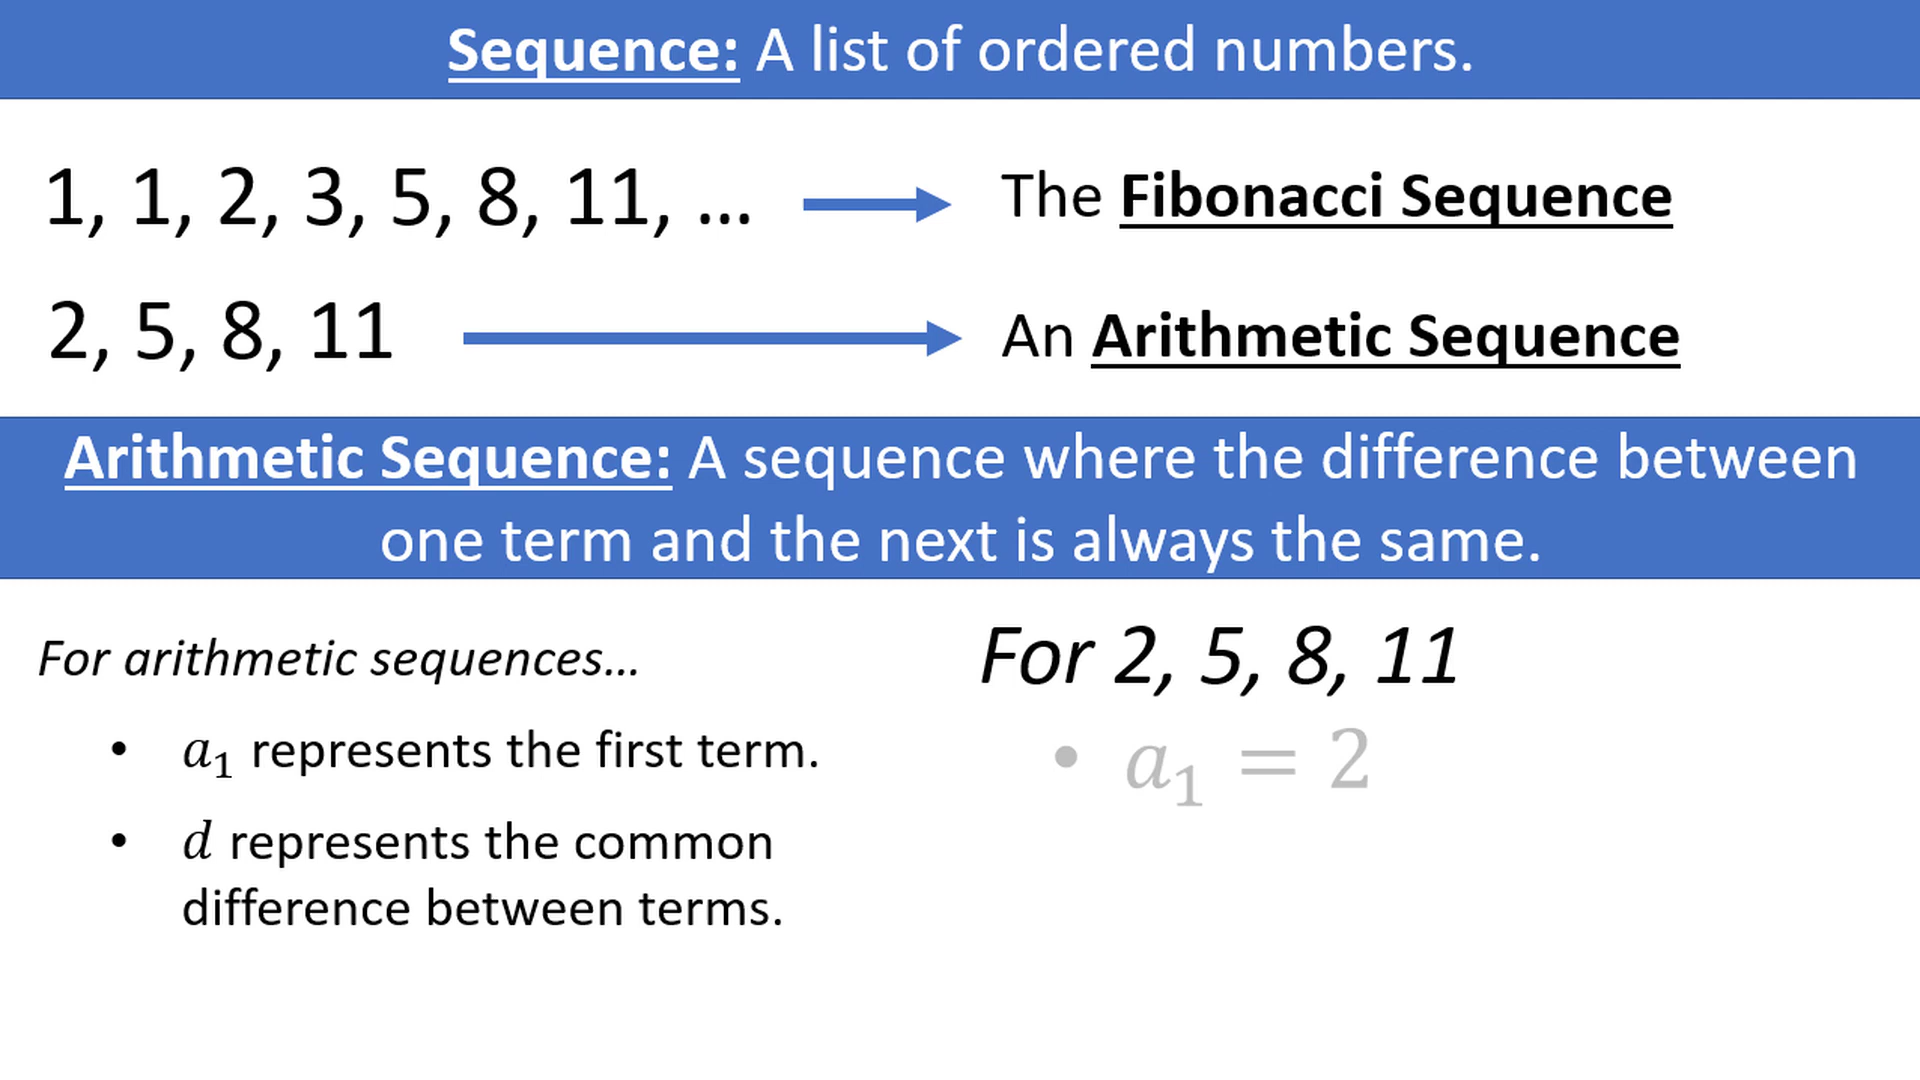 Sequence: A list of ordered numbers.
1, 1, 2, 3, 5, 8, 11, ...
The Fibonacci Sequence
2, 5, 8, 11
An Arithmetic Sequence
Arithmetic Sequence: A sequence where the difference between
one term and the next is always the same.
For arithmetic sequences...
• a₁ represents the first term.
• d represents the common
difference between terms.
For 2, 5, 8, 11
• a₁ = 2